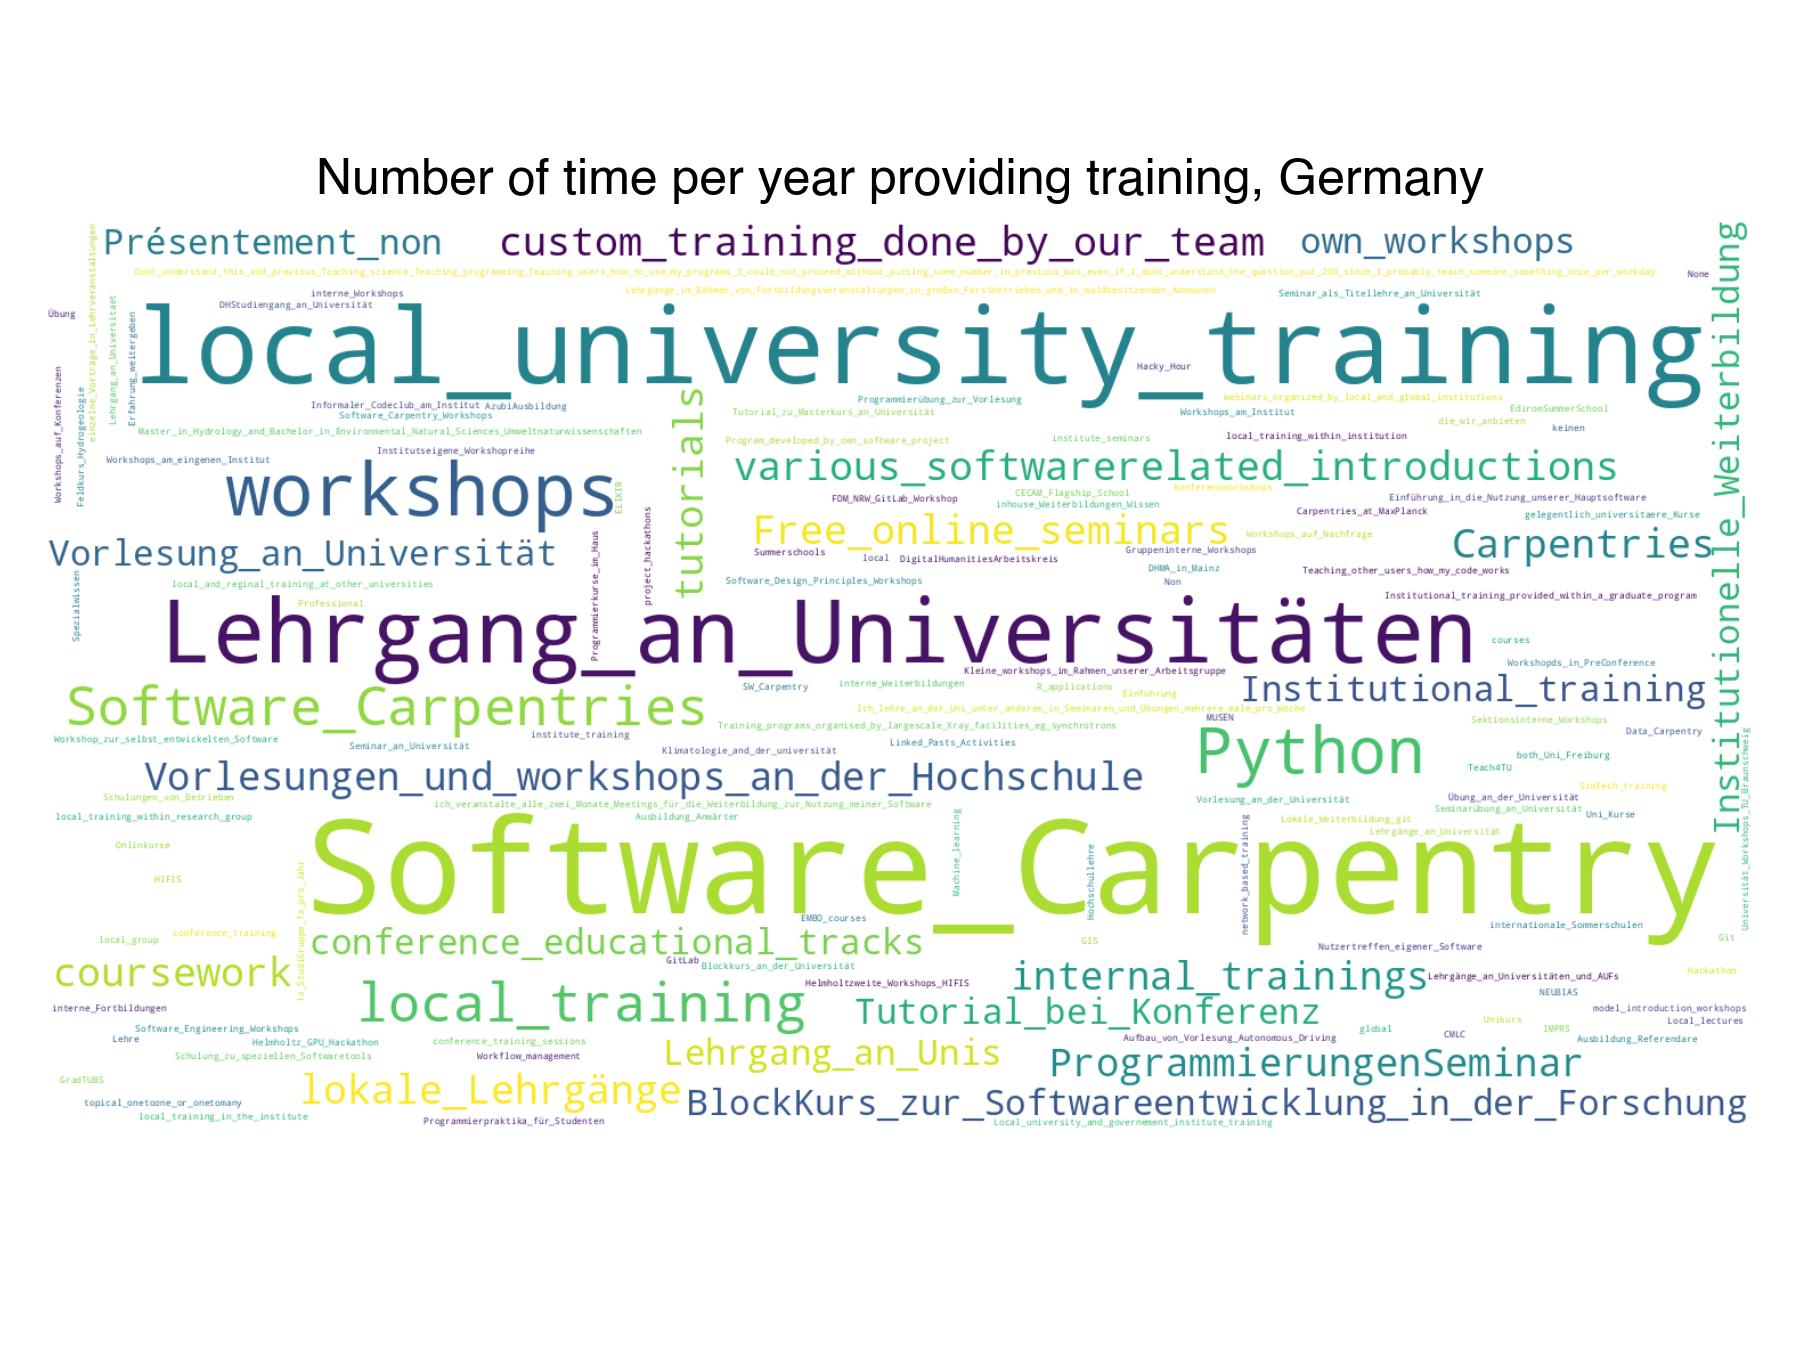 Number of time per year providing training, Germany
Présentement_non
custom_training_done_by_our_team
own_workshops
Institutionelle_Weiterbildung
Dont_understand_this_and_previous_Teaching_science_Teaching_programming_Teaching_users_how_to_use_my_programs_I_could_not_proceed_without_putting_some_number_in_previous_box_even_if_I_dont_understand_the_question_put_200_since_I_probably_teach_someone_something_once_per_workday
None
interne_Workshops
Lehrgänge_im_Rahmen_von_Fortbildungsveranstaltungen_in_großen_Forstbetrieben_und_in_waldbesitzenden_Kommunen
Seminar_als_Titellehre_an_Universität
DHStudiengang_an_Universität
Übung
einzelne_Vorträge_in_Lehrveranstaltungen
Lehrgang_an_Universitaet
Erfahrung_weitergeben
local_university_training
Hacky_Hour
Workshops_auf_Konferenzen
Feldkurs_Hydrogeologie
tutorials
Programmierübung_zur_Vorlesung
webinars_organized_by_local_and_global_institutions
Informaler_Codeclub_am_Institut
AzubiAusbildung
Software_Carpentry_Workshops
Tutorial_zu_Masterkurs_an_Universität
Workshops_am_Institut
EdiromSummerSchool
die_wir_anbieten
keinen
Master_in_Hydrology_and_Bachelor_in_Environmental_Natural_Sciences_Umweltnaturwissenschaften
Program_developed_by_own_software_project
institute_seminars
local_training_within_institution
Institutseigene_Workshopreihe
Workshops_am_eingenen_Institut
various_softwarerelated_introductions
workshops
ELIXIR
FDM_NRW_GitLab_Workshop
CECAM_Flagship_School
Konferenzworkshops
Einführung_in_die_Nutzung_unserer_Hauptsoftware
inhouse_Weiterbildungen_Wissen
Carpentries_at_MaxPlanck
gelegentlich_universitaere_Kurse
project_hackathons
Programmierkurse_in_Haus
Free_online_seminars
Workshops_auf_Nachfrage
Carpentries
Vorlesung_an_Universität
Summerschools
local
DigitalHumanitiesArbeitskreis
Gruppeninterne_Workshops
DHMA_in_Mainz
Teaching_other_users_how_my_code_works
Spezialwissen
local_and_reginal_training_at_other_universities
Software_Design_Principles_Workshops
Non
Professional
Institutional_training_provided_within_a_graduate_program
Lehrgang_an_Universitäten
courses
Kleine_workshops_im_Rahmen_unserer_Arbeitsgruppe
Workshopds_in_PreConference
Software_Carpentries
SW_Carpentry
interne_Weiterbildungen
R_applications
Einführung
Institutional_training
Ich_lehre_an_der_Uni_unter_anderem_in_Seminaren_und_Übungen_mehrere_male_pro_Woche
MUSEN
Sektionsinterne_Workshops
Training_programs_organised_by_largescale_Xray_facilities_eg_synchrotrons
Data_Carpentry
Workshop_zur_selbst_entwickelten_Software
Seminar_an_Universität
institute_training
Klimatologie_and_der_universität
Linked_Pasts_Activities
Python
both_Uni_Freiburg
Teach4TU
Universität_Workshops_TU_Braunschweig
Vorlesungen_und_workshops_an_der_Hochschule
SimTech_training
Schulungen_von_Betrieben
ich_veranstalte_alle_zwei_Monate_Meetings_für_die_Weiterbildung_zur_Nutzung_meiner_Software
Vorlesung_an_der_Universität
Übung_an_der_Universität
Seminarübung_an_Universität
Uni_Kurse
local_training_within_research_group
Ausbildung_Anwärter
Lokale_Weiterbildung_git
Lehrgänge_an_Universität
Onlinkurse
HIFIS
Software_Carpentry
Machine_learning
Hochschullehre
network_based_training
1x_StudiGruppe_1x_pro_Jahr
EMBO_courses
internationale_Sommerschulen
conference_training
local_group
conference_educational_tracks
GIS
Nutzertreffen_eigener_Software
Git
GitLab
Blockkurs_an_der_Universität
coursework
internal_trainings
Lehrgänge_an_Universitäten_und_AUFs
Hackathon
Helmholtzweite_Workshops_HIFIS
NEUBIAS
interne_Fortbildungen
local_training
Tutorial_bei_Konferenz
model_introduction_workshops
Unikurs
Local_lectures
Software_Engineering_Workshops
global
IMPRS
Lehre
Helmholtz_GPU_Hackathon
conference_training_sessions
Aufbau_von_Vorlesung_Autonomous_Driving
CMLC
Ausbildung_Referendare
Schulung_zu_speziellen_Softwaretools
Workflow_management
Lehrgang_an_Unis
ProgrammierungenSeminar
GradTUBS
lokale_Lehrgänge
BlockKurs_zur_Softwareentwicklung_in_der_Forschung
topical_onetoone_or_onetomany
local_training_in_the_institute
Programmierpraktika_für_Studenten
Local_university_and_governement_institute_training